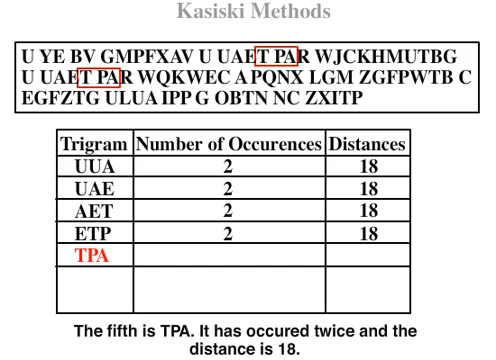 Kasiski Methods
U YE BV GMPFXAV U UAET PAR WJCKHMUTBG
U UAET PAR WQKWEC A PQNX LGM ZGFPWTB C
EGFZTG ULUA IPP G OBTN NC ZXITP
Trigram Number of Occurences Distances
UUA 2 18
UAE 2 18
AET 2 18
ETP 2 18
TPA
The fifth is TPA. It has occured twice and the
distance is 18.